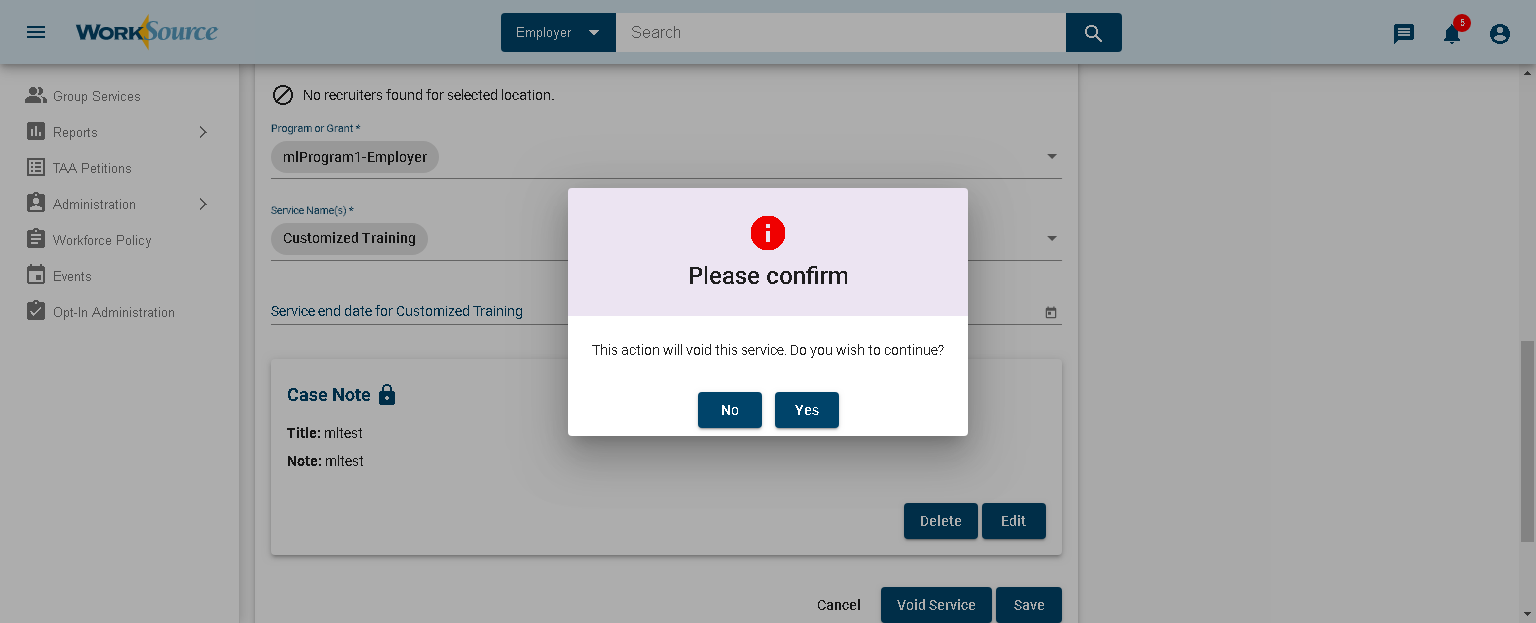 WorkSource
Employer
Search
5
Group Services
Reports
TAA Petitions
Administration
Workforce Policy
Events
Opt-In Administration
No recruiters found for selected location.
Program or Grant *
mlProgram1-Employer
Service Name(s) *
Customized Training
Service end date for Customized Training
Case Note
Title: mltest
Note: mltest
Delete Edit
Cancel Void Service Save
Please confirm
This action will void this service. Do you wish to continue?
No Yes